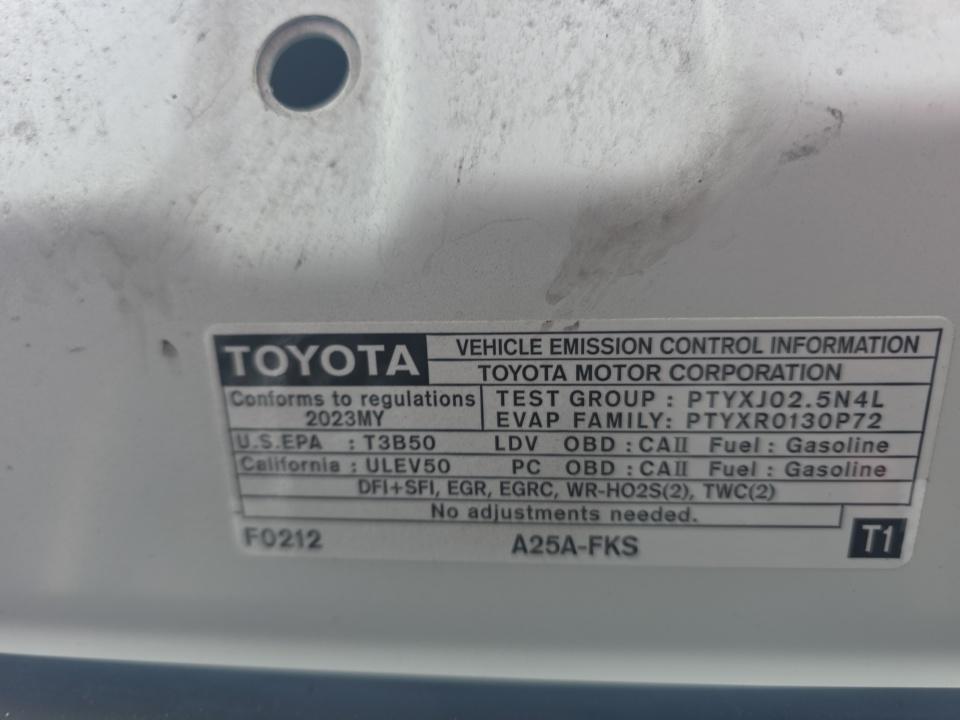 TOYOTA VEHICLE EMISSION CONTROL INFORMATION
TOYOTA MOTOR CORPORATION
Conforms to regulations
2023MY
TEST GROUP : PTYXJ02.5N4L
EVAP FAMILY: PTYXR0130P72
U.S.EPA : T3B50 LDV OBD : CAII Fuel : Gasoline
California : ULEV50 PC OBD : CAII Fuel : Gasoline
DFI+SFI, EGR, EGRC, WR-HO2S(2), TWC(2)
No adjustments needed.
F0212 A25A-FKS T1